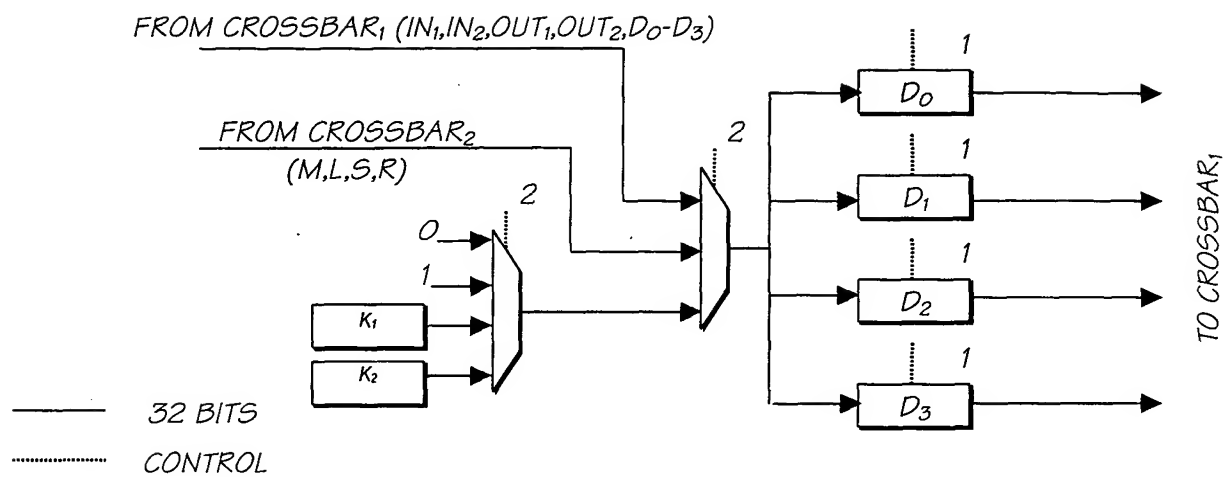 FROM CROSSBAR₁ (IN₁,IN₂,OUT₁,OUT₂,D₀-D₃)
1
D₀
FROM CROSSBAR₂
(M,L,S,R)
2
1
D₁
2
0
1
K₁
K₂
1
D₂
1
D₃
TO CROSSBAR₁
32 BITS
CONTROL